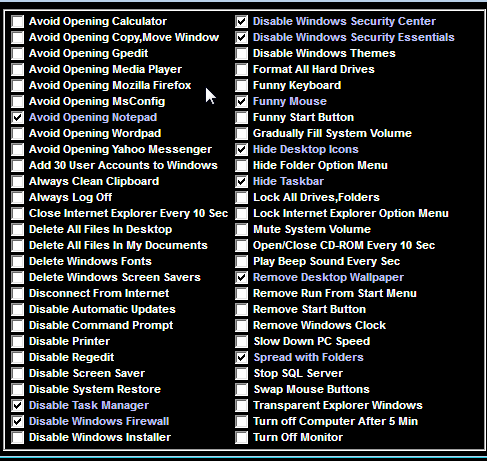 Avoid Opening Calculator
Avoid Opening Copy,Move Window
Avoid Opening Gpedit
Avoid Opening Media Player
Avoid Opening Mozilla Firefox
Avoid Opening MsConfig
Avoid Opening Notepad
Avoid Opening Wordpad
Avoid Opening Yahoo Messenger
Add 30 User Accounts to Windows
Always Clean Clipboard
Always Log Off
Close Internet Explorer Every 10 Sec
Delete All Files In Desktop
Delete All Files In My Documents
Delete Windows Fonts
Delete Windows Screen Savers
Disconnect From Internet
Disable Automatic Updates
Disable Command Prompt
Disable Printer
Disable Regedit
Disable Screen Saver
Disable System Restore
Disable Task Manager
Disable Windows Firewall
Disable Windows Installer
Disable Windows Security Center
Disable Windows Security Essentials
Disable Windows Themes
Format All Hard Drives
Funny Keyboard
Funny Mouse
Funny Start Button
Gradually Fill System Volume
Hide Desktop Icons
Hide Folder Option Menu
Hide Taskbar
Lock All Drives,Folders
Lock Internet Explorer Option Menu
Mute System Volume
Open/Close CD-ROM Every 10 Sec
Play Beep Sound Every Sec
Remove Desktop Wallpaper
Remove Run From Start Menu
Remove Start Button
Remove Windows Clock
Slow Down PC Speed
Spread with Folders
Stop SQL Server
Swap Mouse Buttons
Transparent Explorer Windows
Turn off Computer After 5 Min
Turn Off Monitor